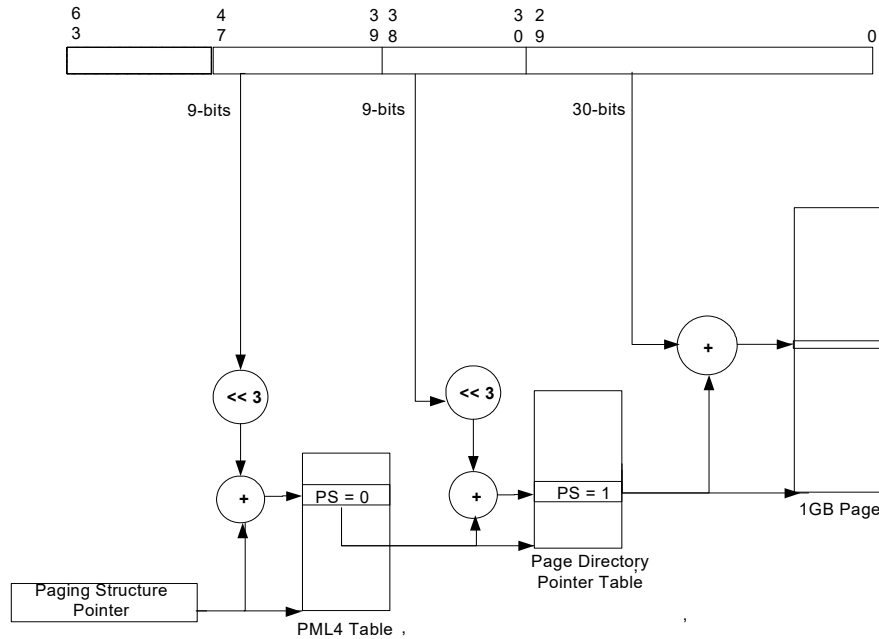 6 4 3 3 3 2
3 7 9 8 0 9 0
9-bits 9-bits 30-bits
<< 3 << 3 +
+ PS = 0 + PS = 1
1GB Page
Page Directory
Pointer Table
Paging Structure
Pointer
PML4 Table , ,